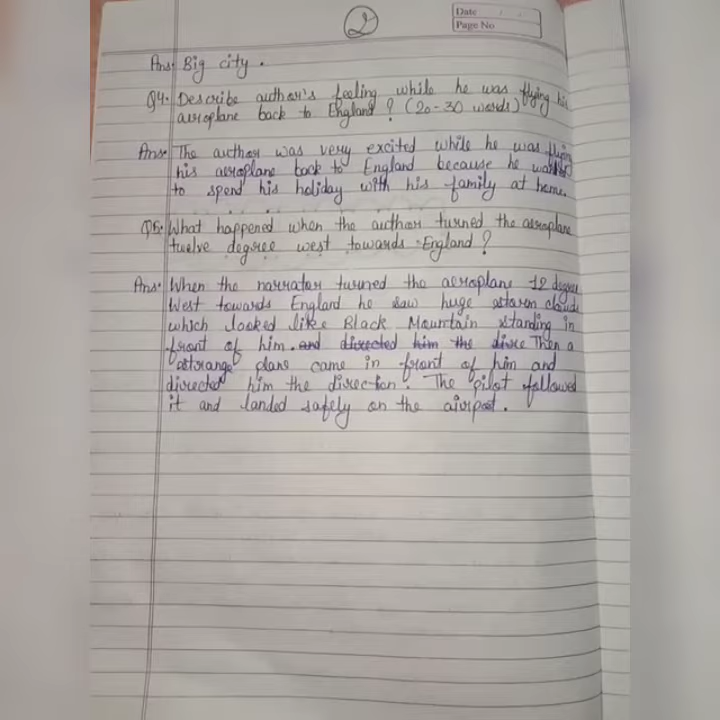 2
Date / /
Page No
Ans: Big city.
Q4. Describe author's feeling while he was flying his
aeroplane back to England? (20-30 words)
Ans: The author was very excited while he was flying
his aeroplane back to England because he wanted
to spend his holiday with his family at home.
Q5. What happened when the author turned the aeroplane
twelve degree west towards England?
Ans: When the narrator turned the aeroplane 12 degree
West towards England he saw huge storm clouds
which looked like Black Mountain standing in
front of him. and directed him the dire Then a
strange plane came in front of him and
directed him the direction. The pilot followed
it and landed safely on the airport.